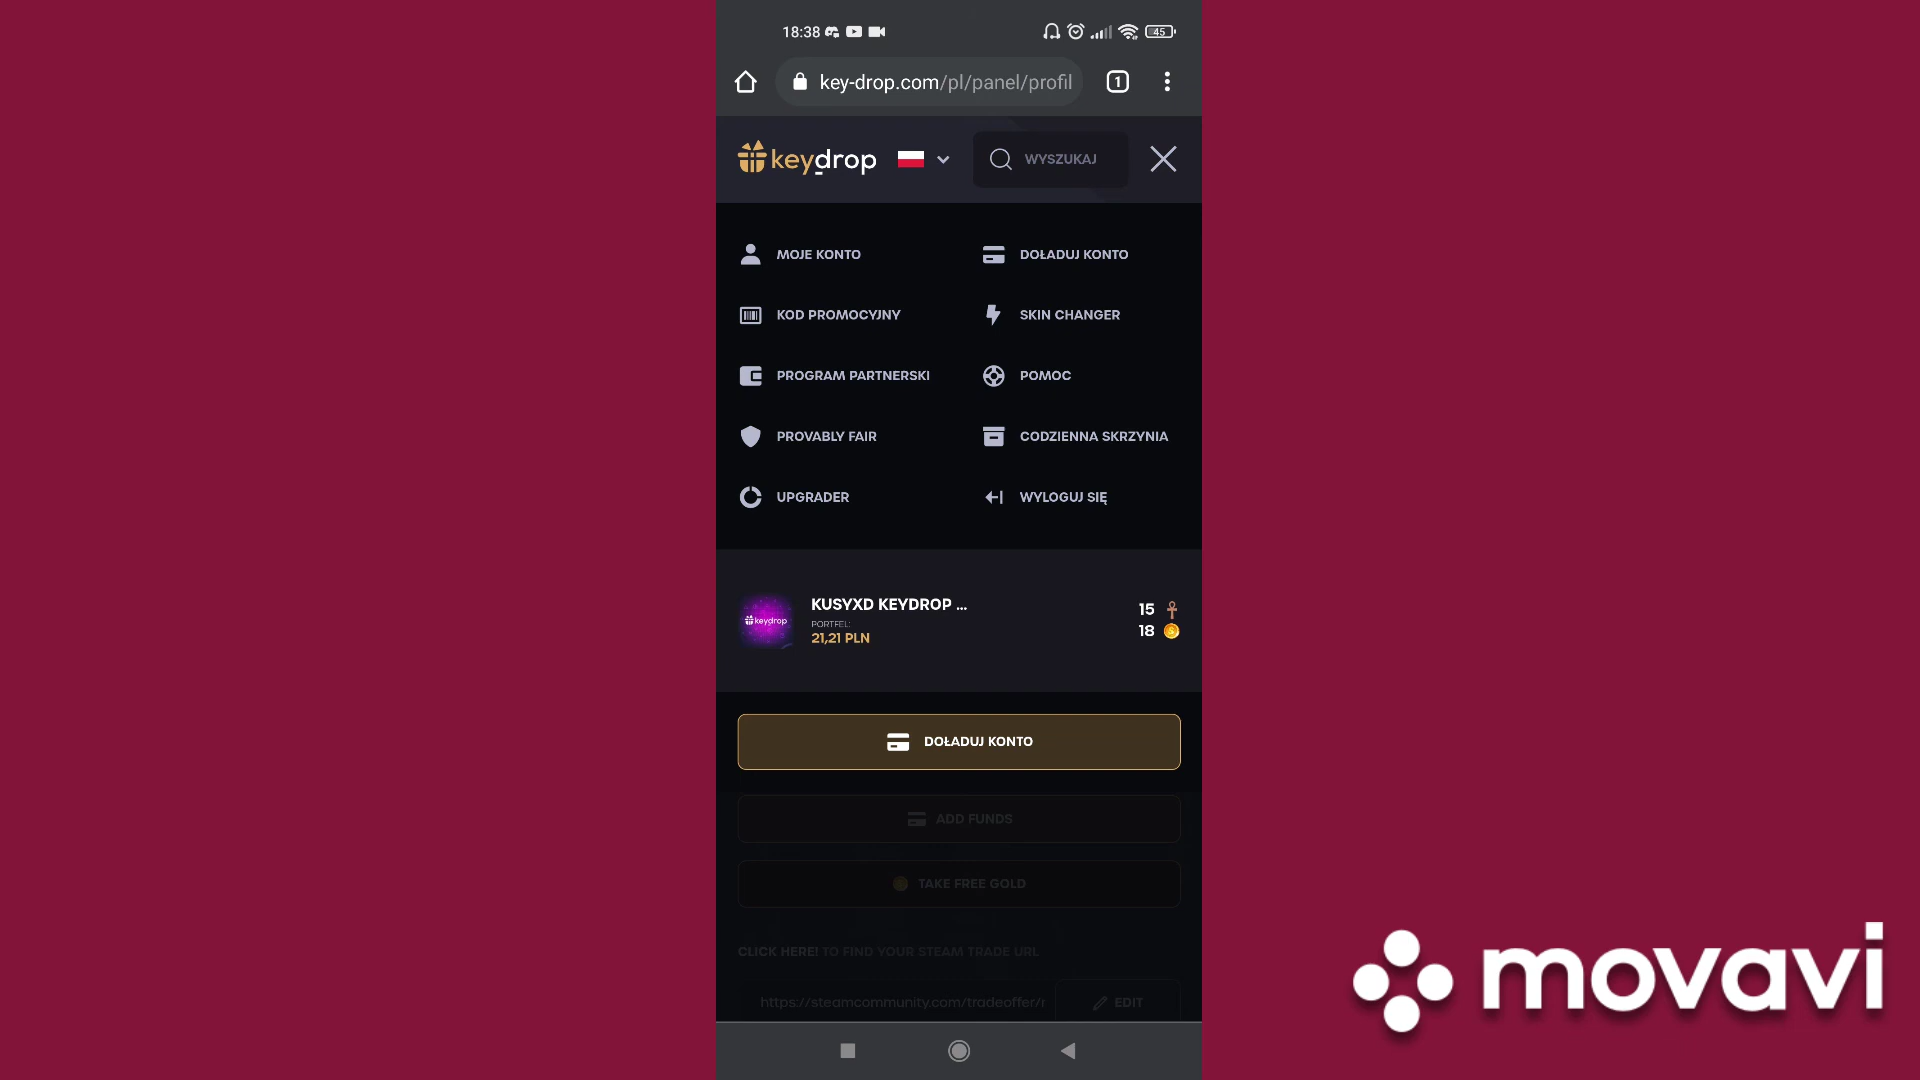 18:38
45
key-drop.com/pl/panel/profil
1
keydrop
WYSZUKAJ
MOJE KONTO
DOŁADUJ KONTO
KOD PROMOCYJNY
SKIN CHANGER
PROGRAM PARTNERSKI
POMOC
PROVABLY FAIR
CODZIENNA SKRZYNIA
UPGRADER
WYLOGUJ SIĘ
keydrop
KUSYXD KEYDROP ...
PORTFEL:
21,21 PLN
15
18
DOŁADUJ KONTO
ADD FUNDS
TAKE FREE GOLD
CLICK HERE! TO FIND YOUR STEAM TRADE URL
https://steamcommunity.com/tradeoffer/
EDIT
movavi